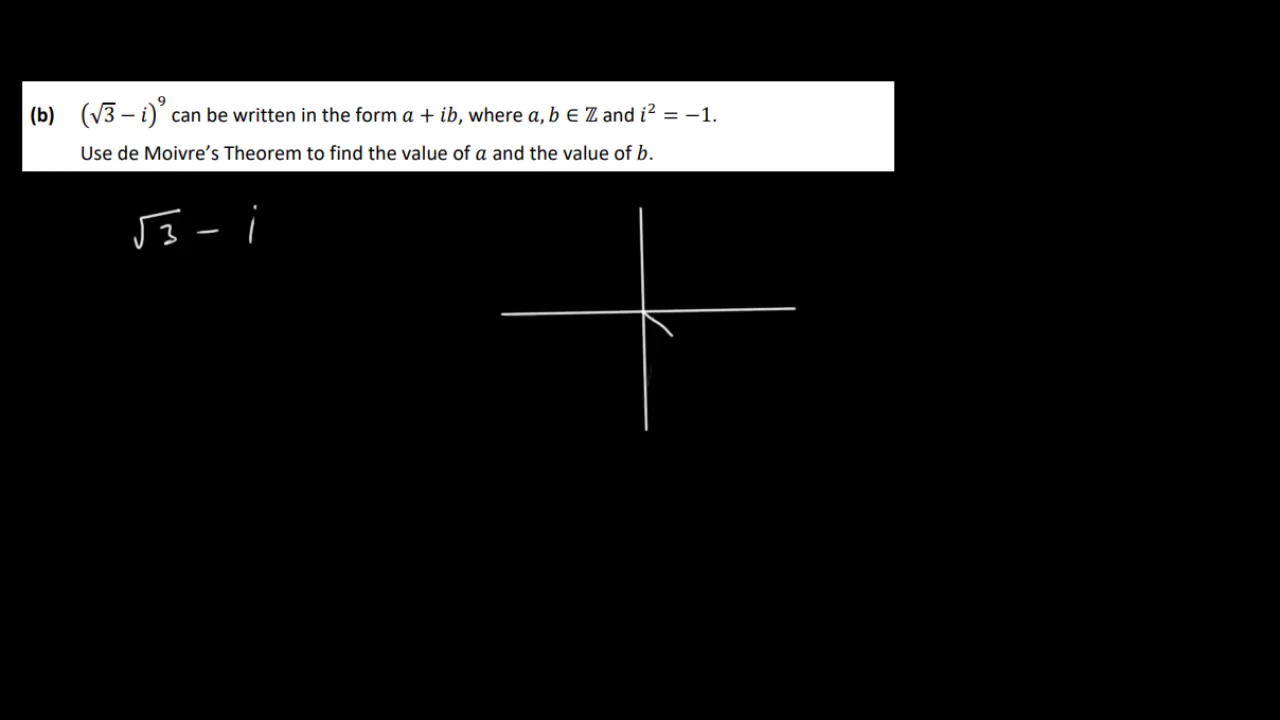 (b) (√3 − i)⁹ can be written in the form a + ib, where a, b ∈ ℤ and i² = −1.
Use de Moivre’s Theorem to find the value of a and the value of b.
√3 − i